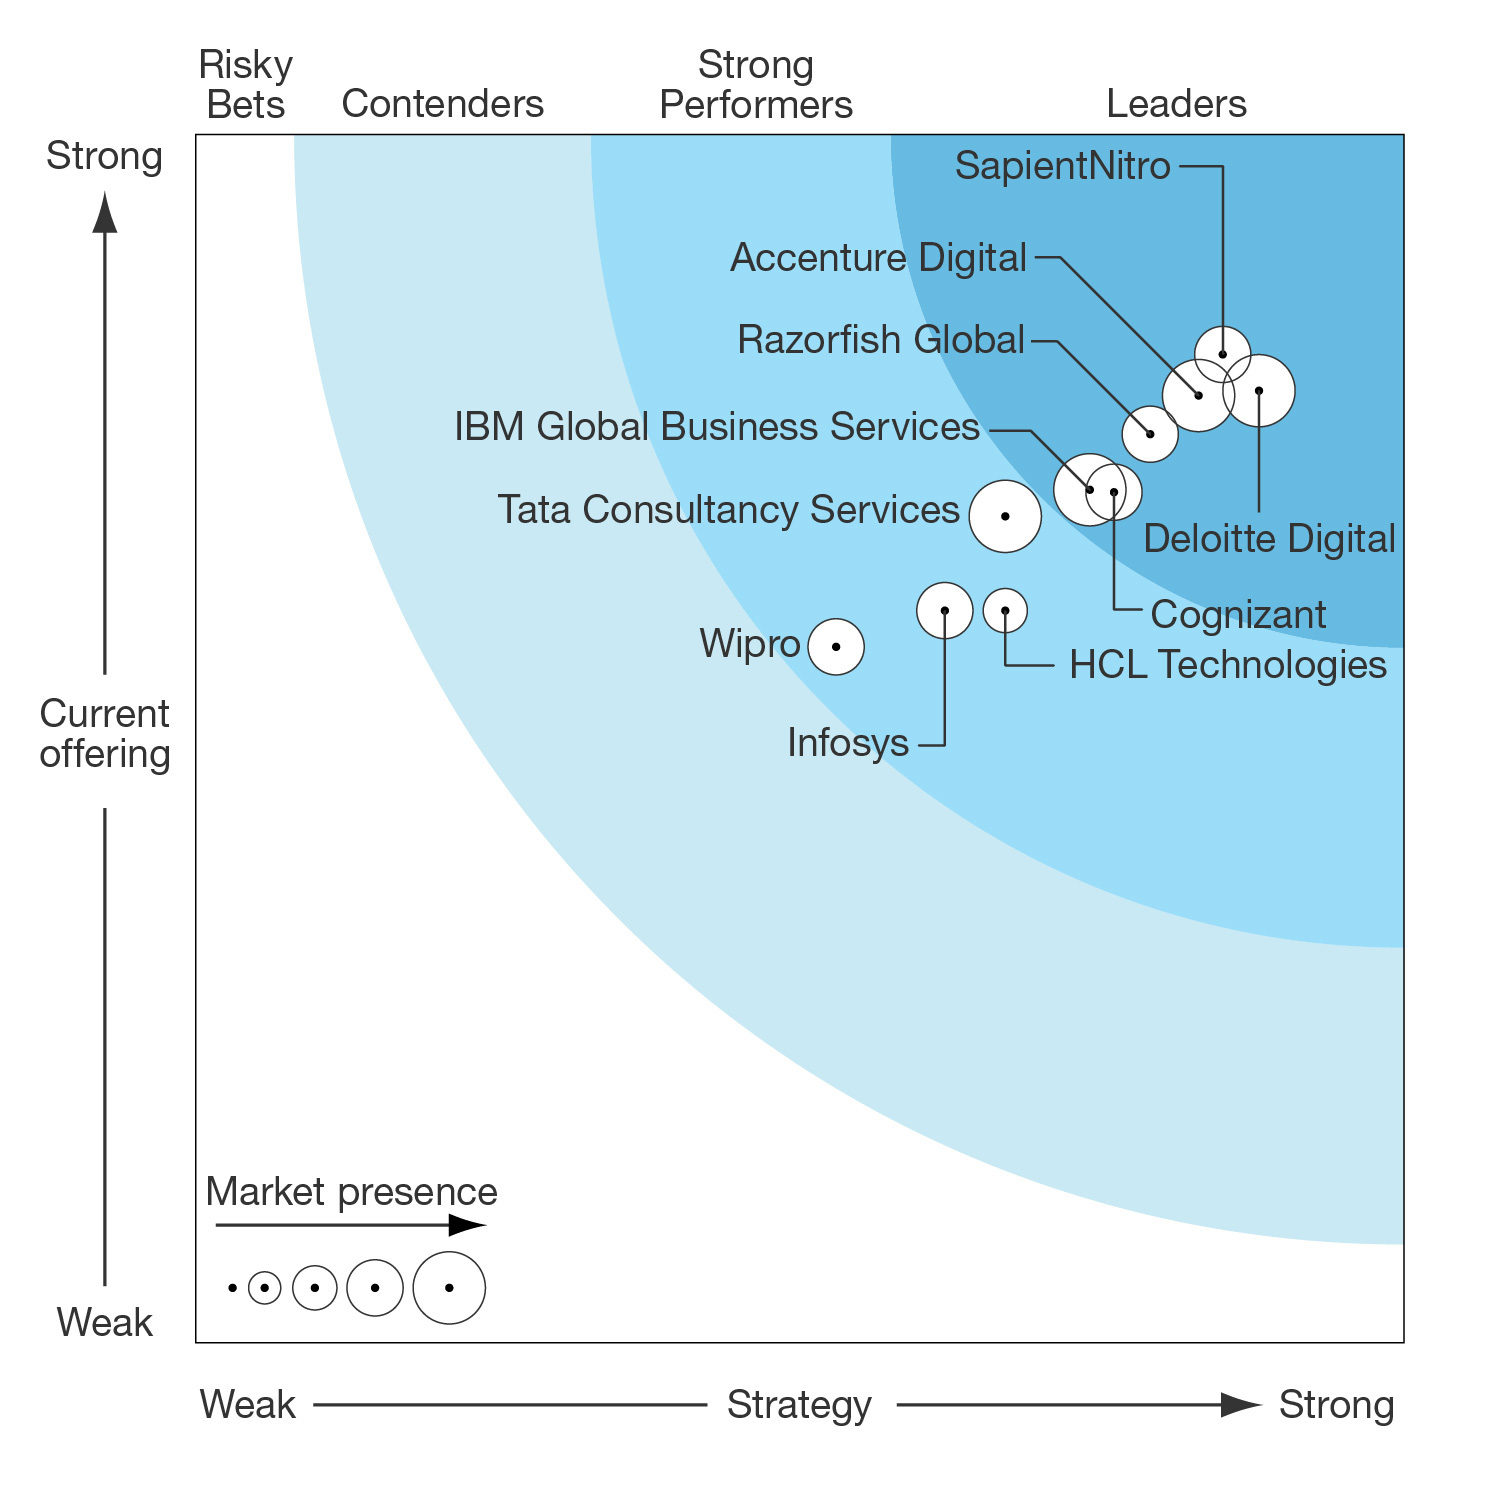 Risky
Bets
Contenders
Strong
Performers
Leaders
Strong
SapientNitro
Accenture Digital
Razorfish Global
IBM Global Business Services
Tata Consultancy Services
Deloitte Digital
Cognizant
Wipro
HCL Technologies
Current
offering
Infosys
Market presence
Weak
Weak
Strategy
Strong